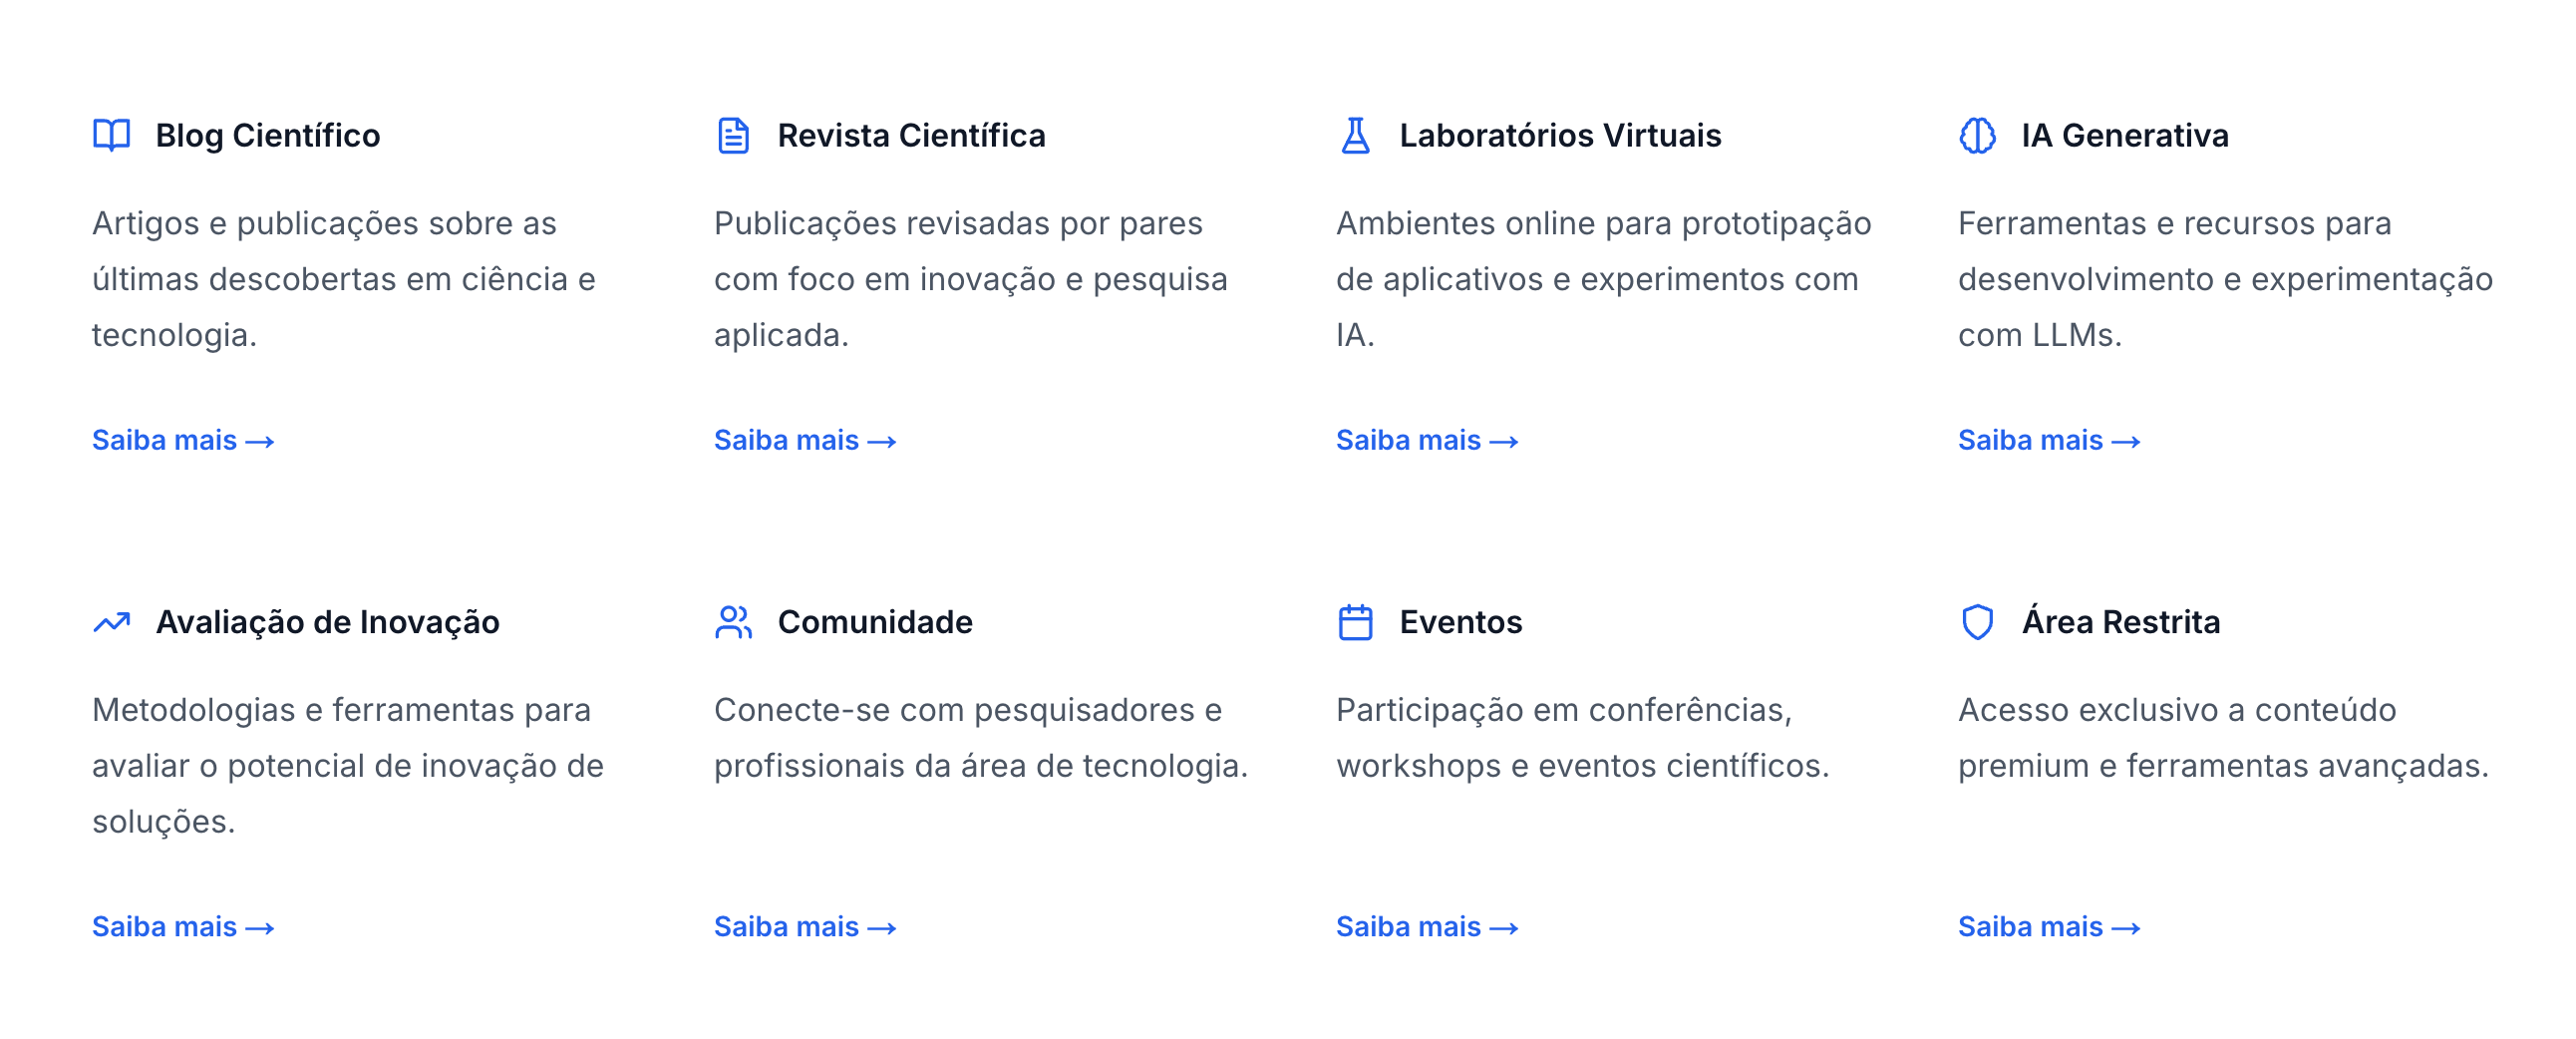 Blog Científico
Artigos e publicações sobre as
últimas descobertas em ciência e
tecnologia.
Saiba mais →
Revista Científica
Publicações revisadas por pares
com foco em inovação e pesquisa
aplicada.
Saiba mais →
Laboratórios Virtuais
Ambientes online para prototipação
de aplicativos e experimentos com
IA.
Saiba mais →
IA Generativa
Ferramentas e recursos para
desenvolvimento e experimentação
com LLMs.
Saiba mais →
Avaliação de Inovação
Metodologias e ferramentas para
avaliar o potencial de inovação de
soluções.
Saiba mais →
Comunidade
Conecte-se com pesquisadores e
profissionais da área de tecnologia.
Saiba mais →
Eventos
Participação em conferências,
workshops e eventos científicos.
Saiba mais →
Área Restrita
Acesso exclusivo a conteúdo
premium e ferramentas avançadas.
Saiba mais →